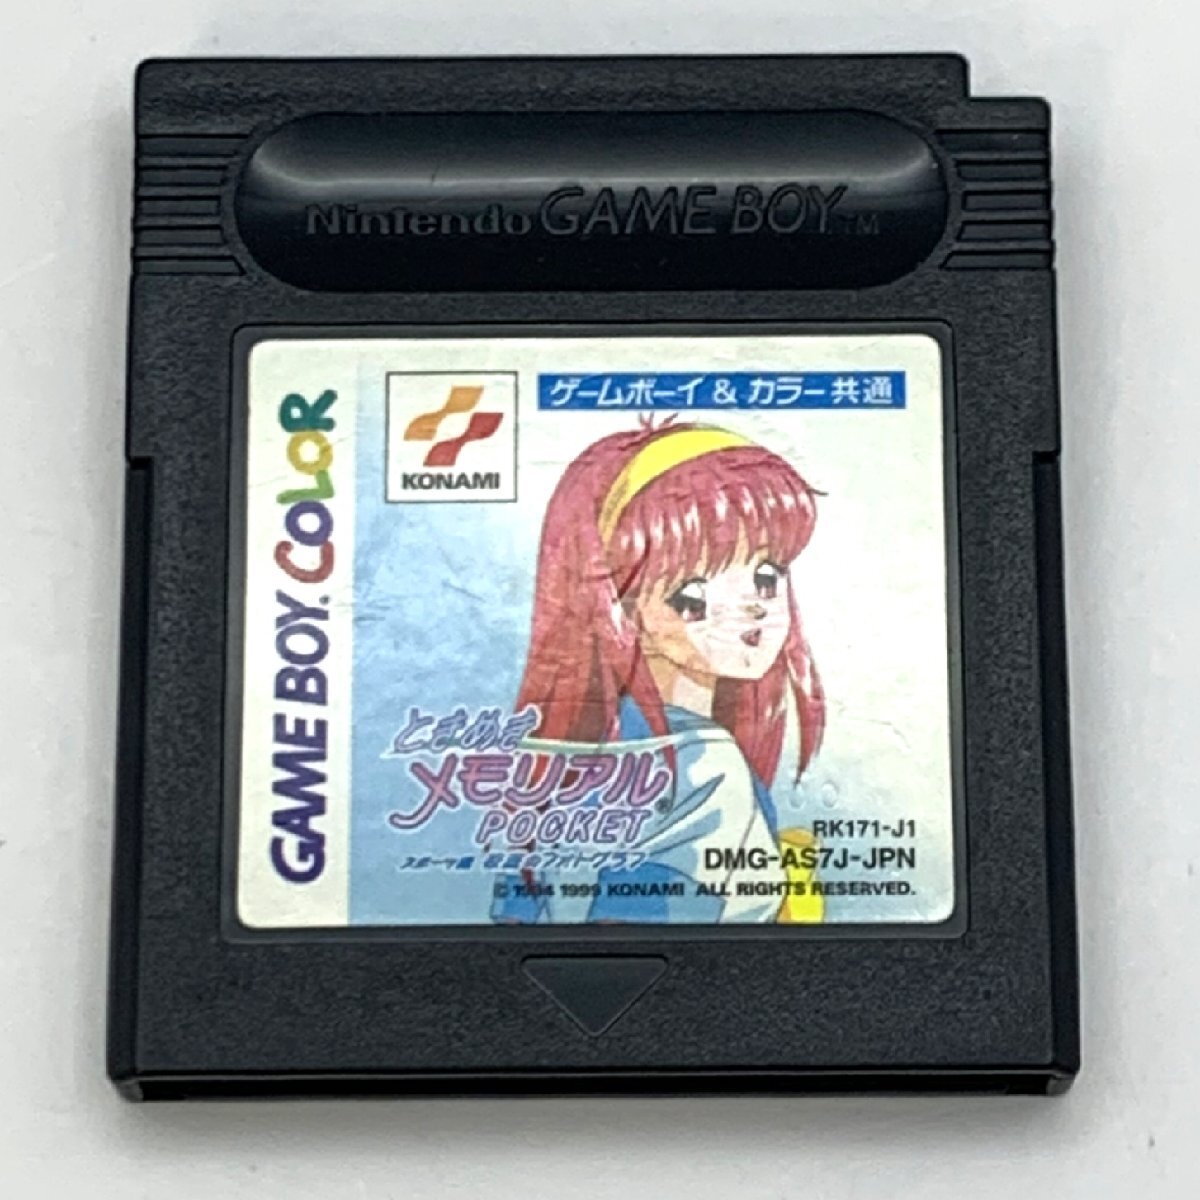 Nintendo GAME BOY TM
GAME BOY COLOR
KONAMI
ゲームボーイ & カラー共通
ときめき
メモリアル®
POCKET
スポーツ編 校庭のフォトグラフ
RK171-J1
DMG-AS7J-JPN
© 1994 1999 KONAMI ALL RIGHTS RESERVED.